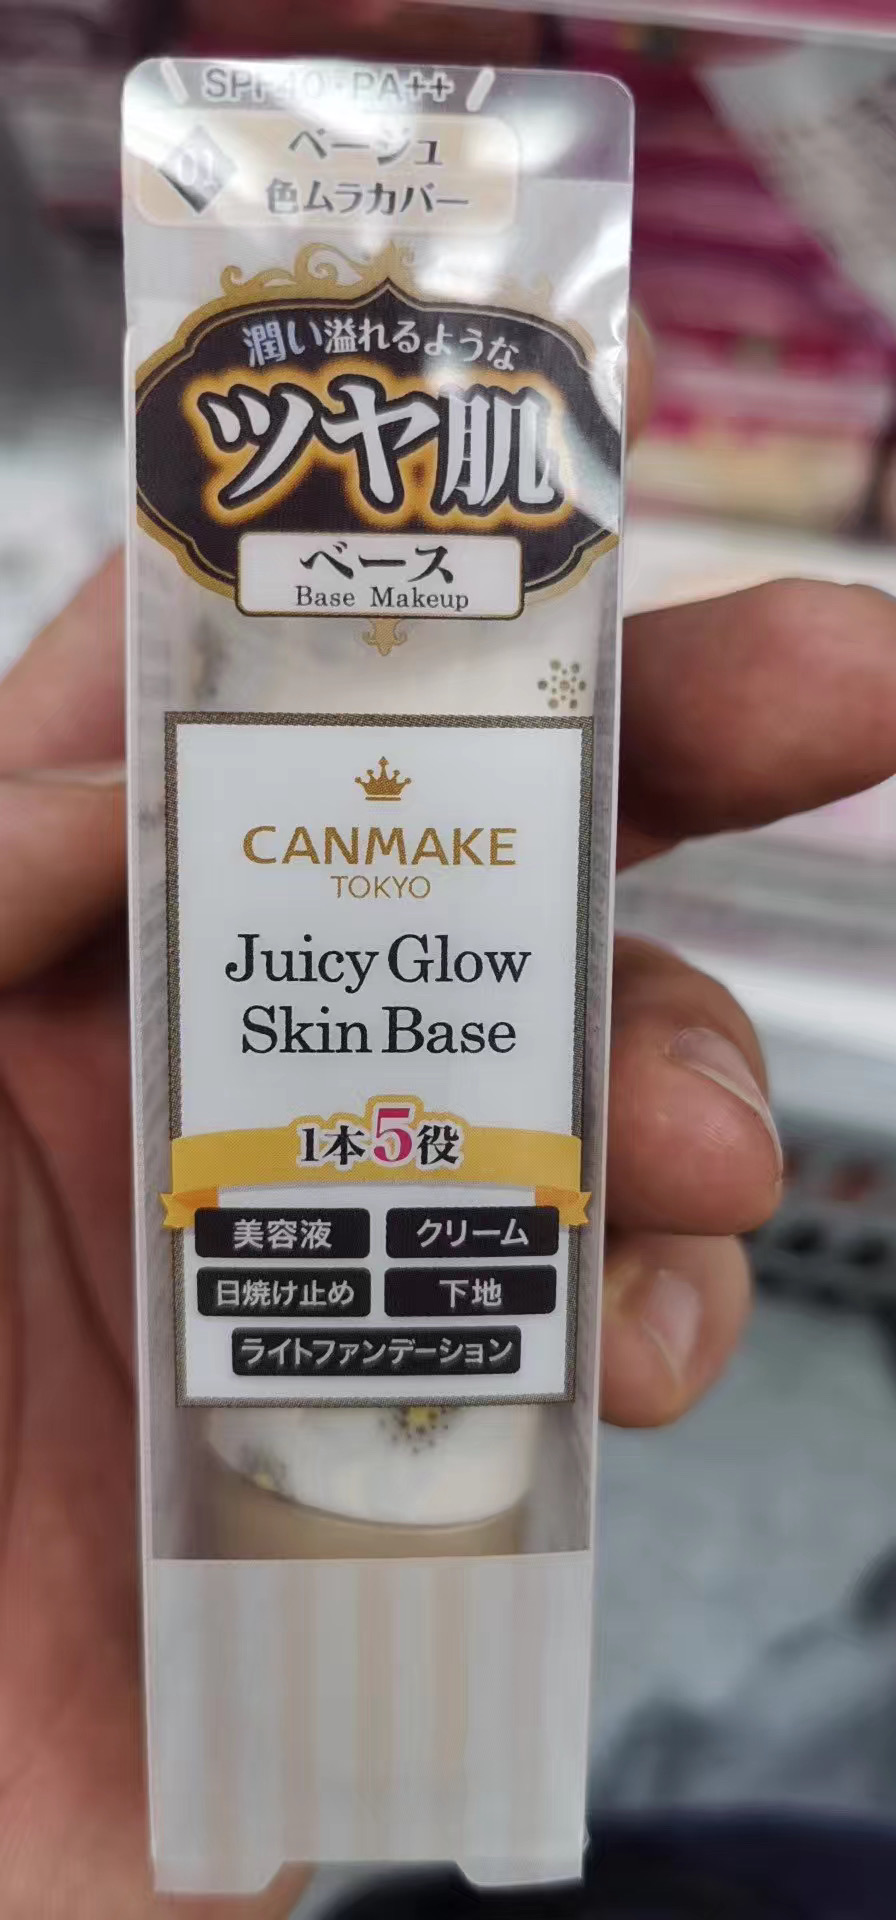 SPF40・PA++
01
ベージュ
色ムラカバー
潤い溢れるような
ツヤ肌
ベース
Base Makeup
CANMAKE
TOKYO
Juicy Glow
Skin Base
1本5役
美容液 クリーム
日焼け止め 下地
ライトファンデーション